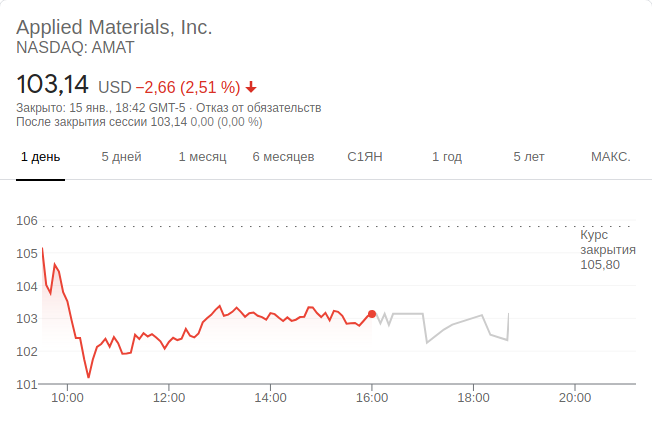 Applied Materials, Inc.
NASDAQ: AMAT
103,14 USD −2,66 (2,51 %)
Закрыто: 15 янв., 18:42 GMT-5 · Отказ от обязательств
После закрытия сессии 103,14 0,00 (0,00 %)
1 день 5 дней 1 месяц 6 месяцев С1ЯН 1 год 5 лет МАКС.
106
Курс
закрытия
105,80
105
104
103
102
101
10:00 12:00 14:00 16:00 18:00 20:00